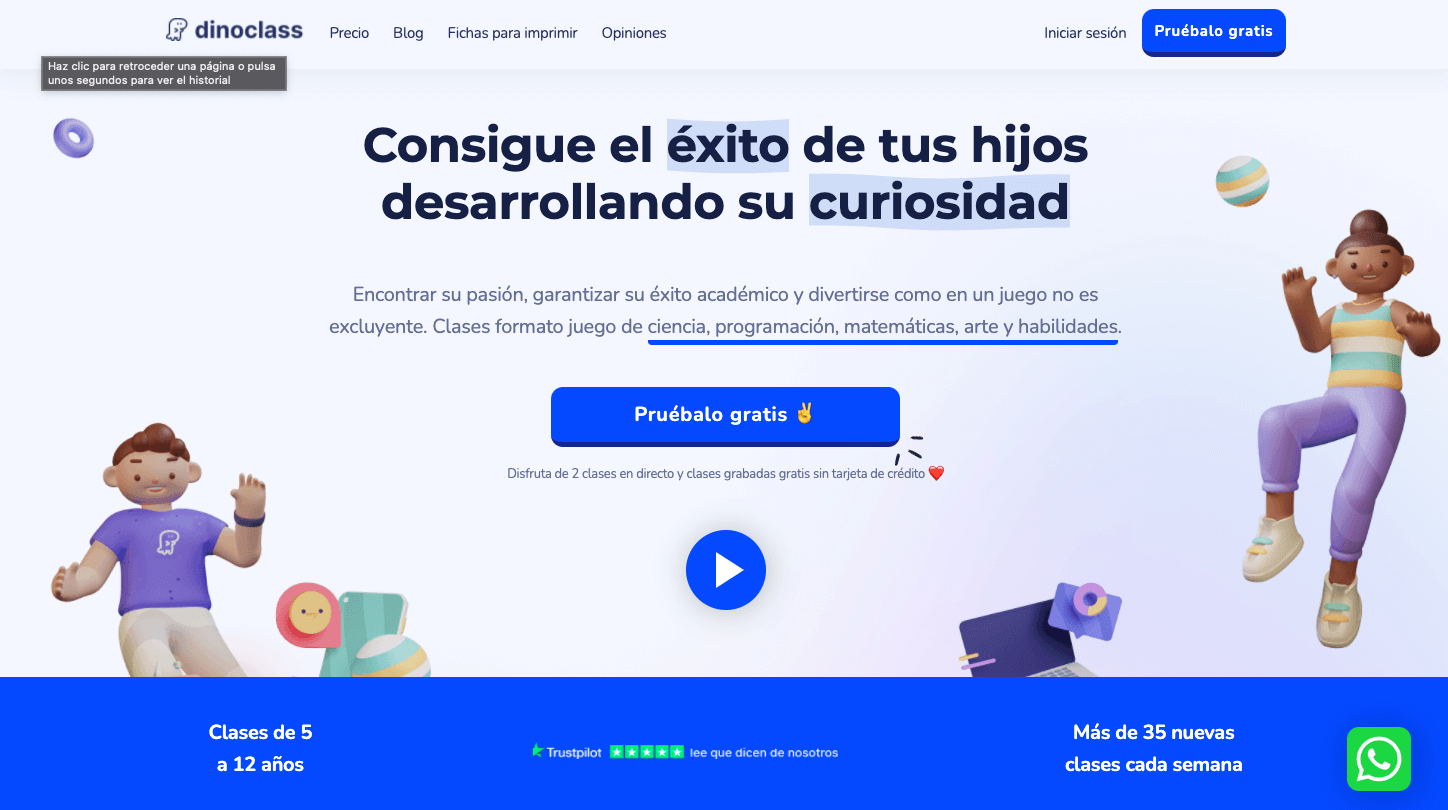 dinoclass
Precio
Blog
Fichas para imprimir
Opiniones
Iniciar sesión
Pruébalo gratis
Haz clic para retroceder una página o pulsa
unos segundos para ver el historial
Consigue el éxito de tus hijos
desarrollando su curiosidad
Encontrar su pasión, garantizar su éxito académico y divertirse como en un juego no es
excluyente. Clases formato juego de ciencia, programación, matemáticas, arte y habilidades.
Pruébalo gratis ✌️
Disfruta de 2 clases en directo y clases grabadas gratis sin tarjeta de crédito ❤️
Clases de 5
a 12 años
Trustpilot
lee que dicen de nosotros
Más de 35 nuevas
clases cada semana